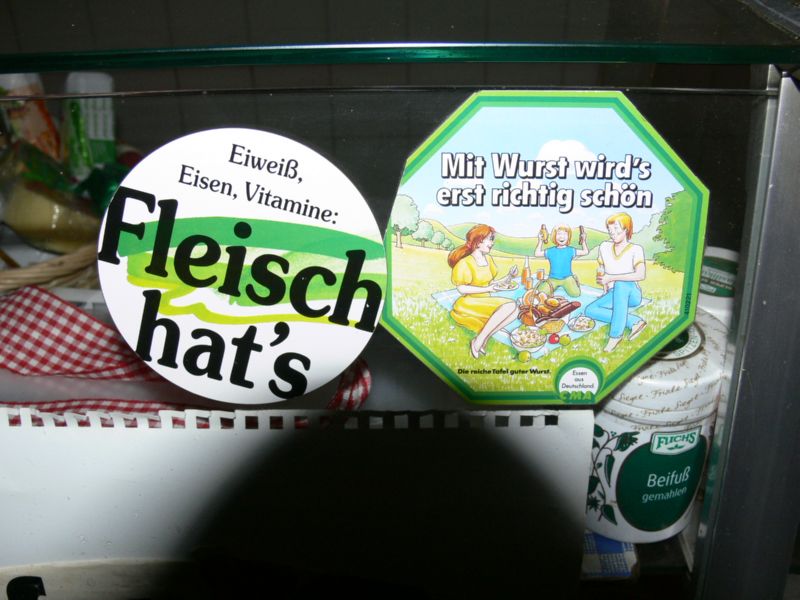 Eiweiß,
Eisen, Vitamine:
Fleisch
hat's
Mit Wurst wird's
erst richtig schön
Die reiche Tafel guter Wurst.
Essen
aus
Deutschland
CMA
FUCHS
Beifuß
gemahlen